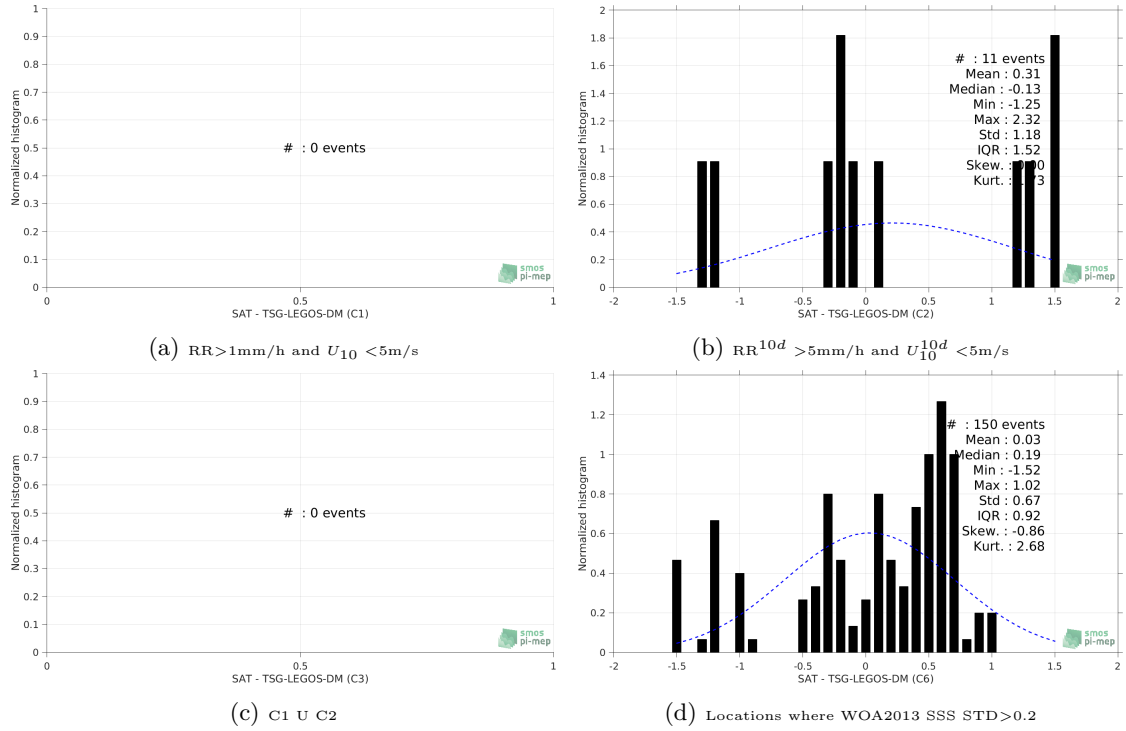 1
0.9
0.8
0.7
0.6
0.5
0.4
0.3
0.2
0.1
0
Normalized histogram
# : 0 events
smos
pi-mep
0 0.5 1
SAT - TSG-LEGOS-DM (C1)
(a) RR>1mm/h and U10 <5m/s
2
1.8
1.6
1.4
1.2
1
0.8
0.6
0.4
0.2
0
Normalized histogram
# : 11 events
Mean : 0.31
Median : -0.13
Min : -1.25
Max : 2.32
Std : 1.18
IQR : 1.52
Skew. : 00
Kurt. : 73
smos
pi-mep
-2 -1.5 -1 -0.5 0 0.5 1 1.5 2
SAT - TSG-LEGOS-DM (C2)
(b) RR10d >5mm/h and U10d10 <5m/s
1
0.9
0.8
0.7
0.6
0.5
0.4
0.3
0.2
0.1
0
Normalized histogram
# : 0 events
smos
pi-mep
0 0.5 1
SAT - TSG-LEGOS-DM (C3)
(c) C1 U C2
1.4
1.2
1
0.8
0.6
0.4
0.2
0
Normalized histogram
# : 150 events
Mean : 0.03
Median : 0.19
Min : -1.52
Max : 1.02
Std : 0.67
IQR : 0.92
Skew. : -0.86
Kurt. : 2.68
smos
pi-mep
-2 -1.5 -1 -0.5 0 0.5 1 1.5 2
SAT - TSG-LEGOS-DM (C6)
(d) Locations where WOA2013 SSS STD>0.2